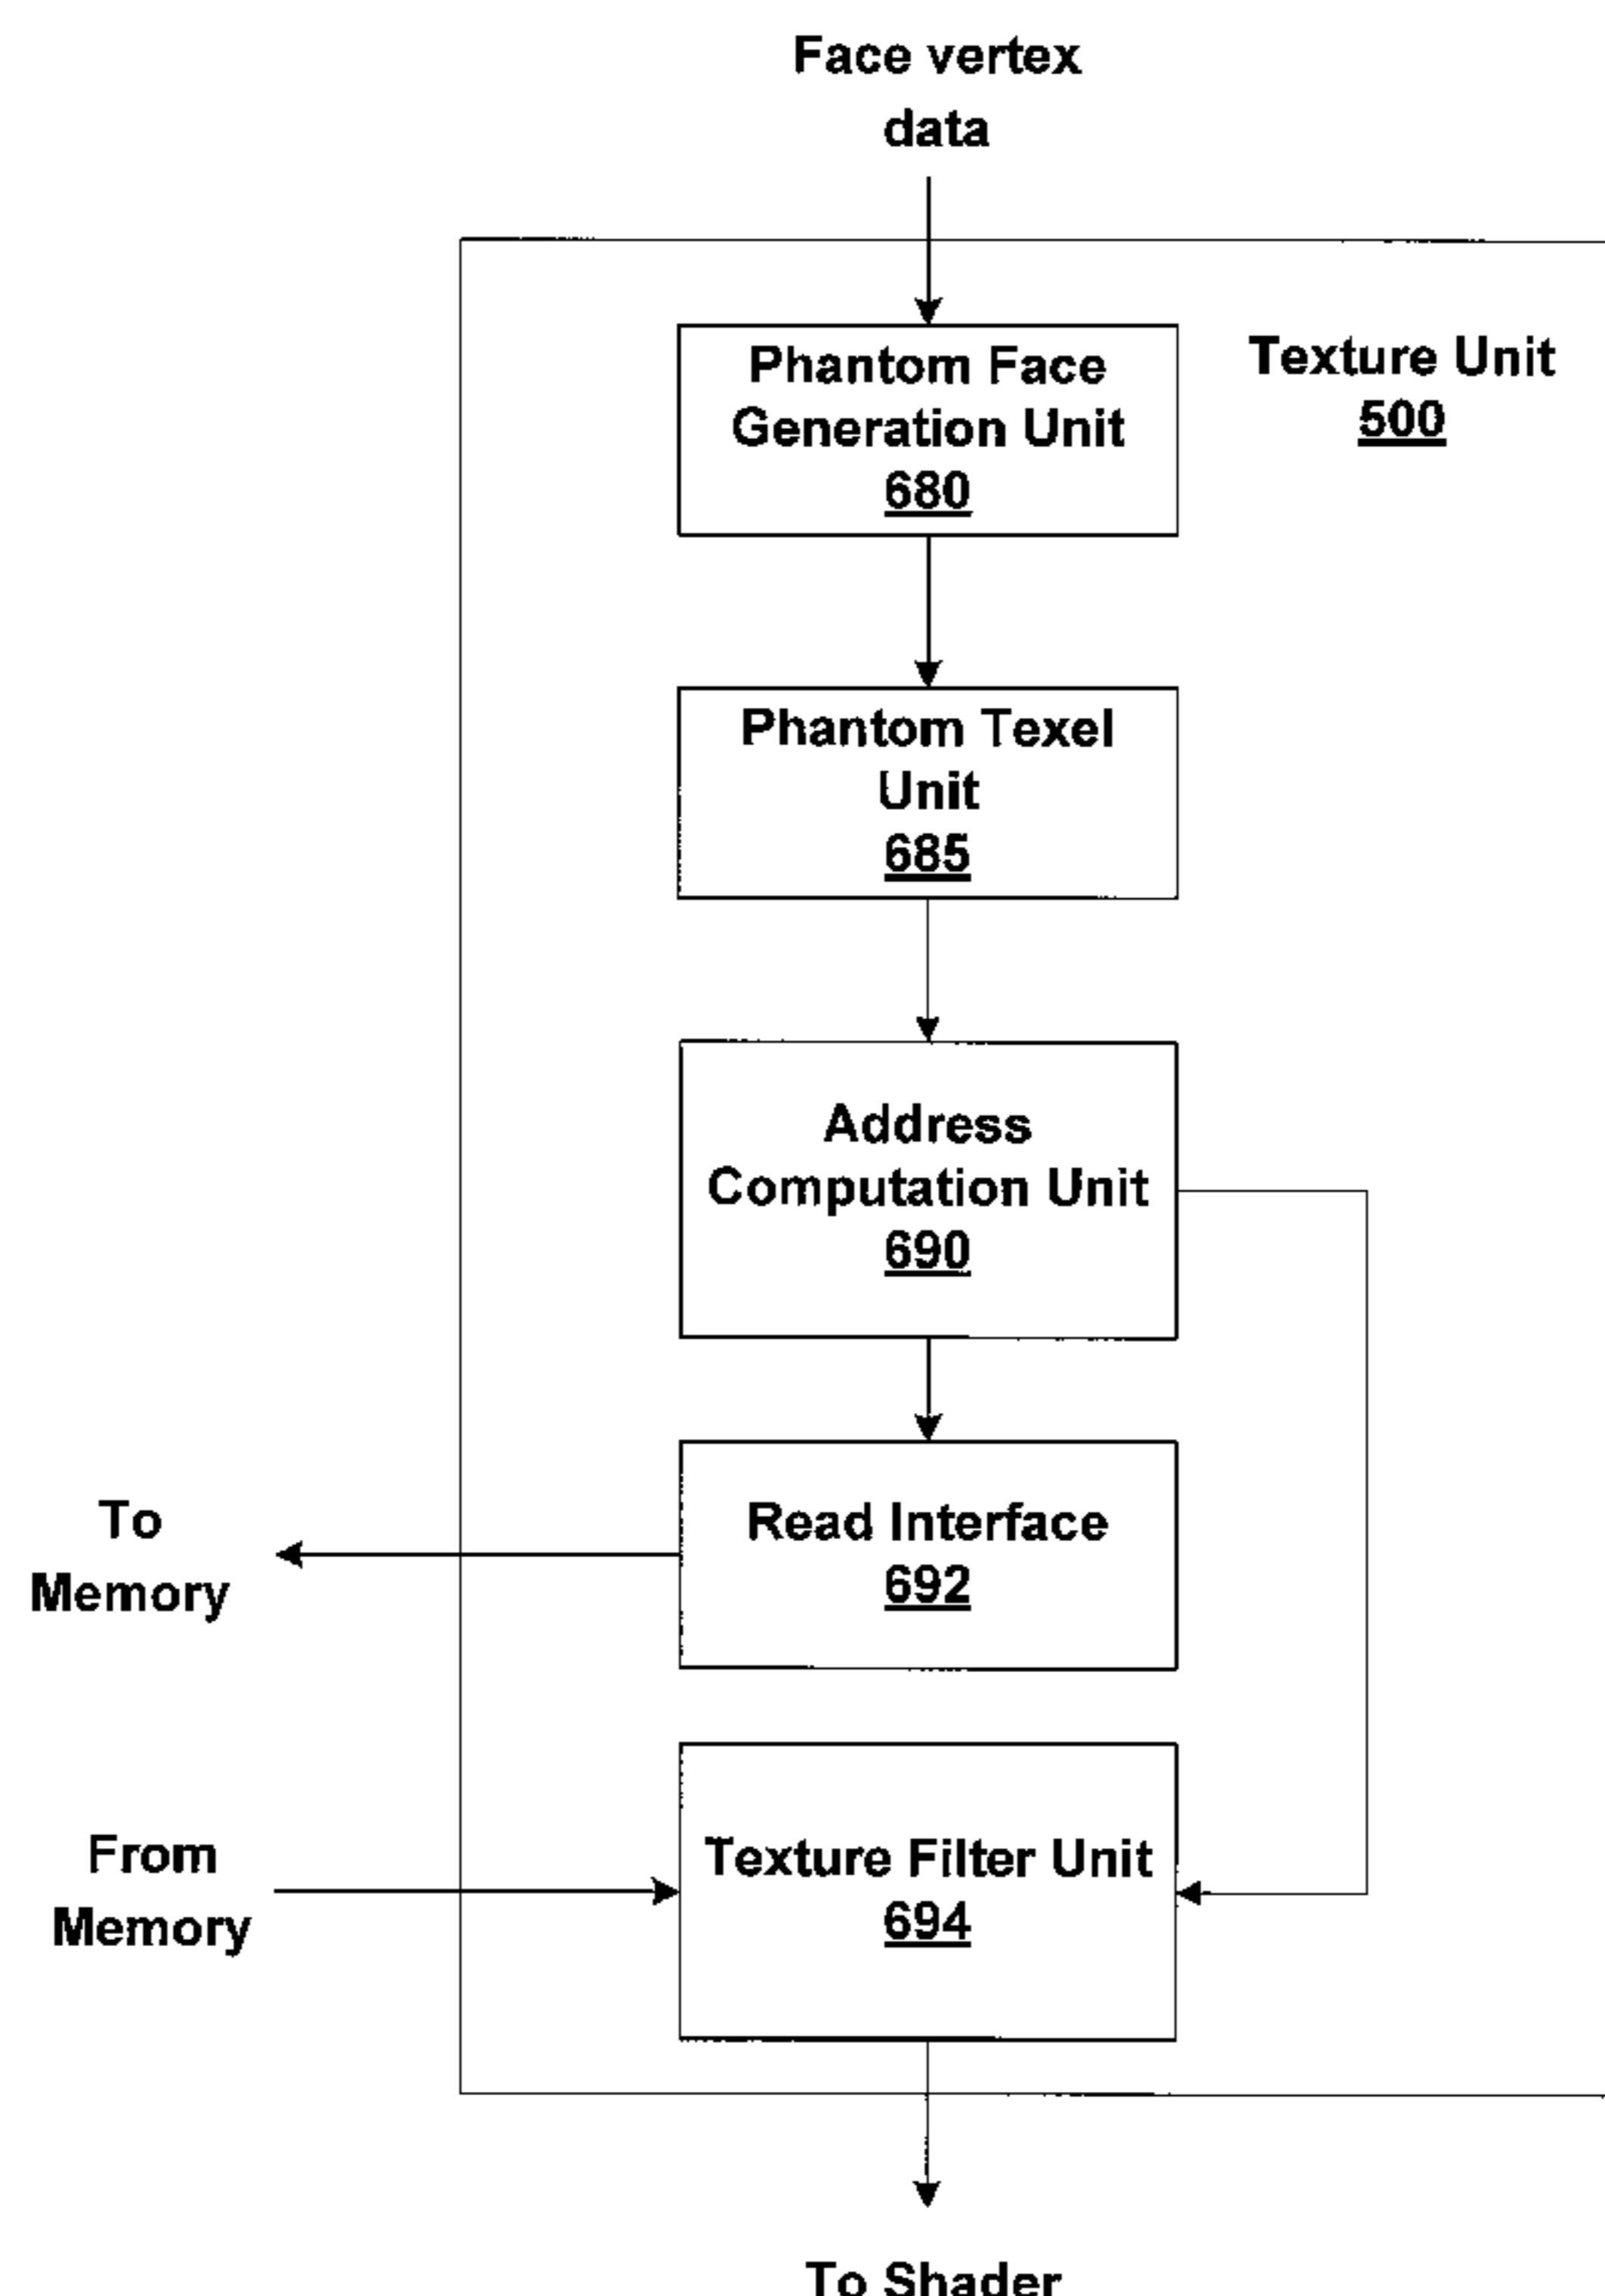 Face vertex
data
Phantom Face
Generation Unit
680
Texture Unit
500
Phantom Texel
Unit
685
Address
Computation Unit
690
Read Interface
692
To
Memory
Texture Filter Unit
694
From
Memory
To Shader